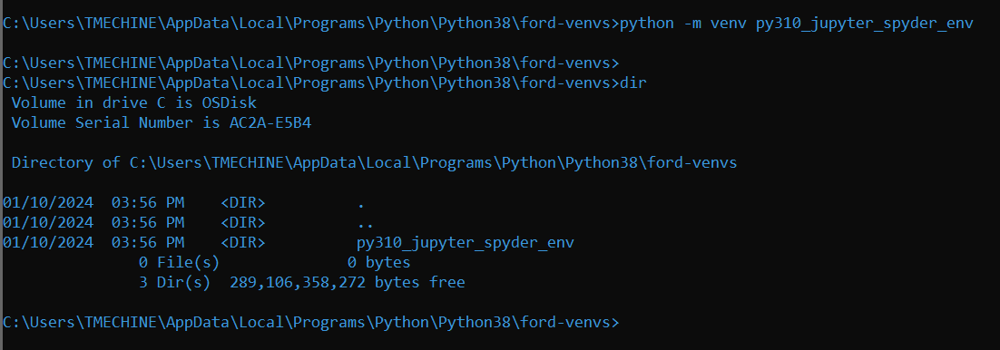 C:\Users\TMECHINE\AppData\Local\Programs\Python\Python38\ford-venvs>python -m venv py310_jupyter_spyder_env
C:\Users\TMECHINE\AppData\Local\Programs\Python\Python38\ford-venvs>
C:\Users\TMECHINE\AppData\Local\Programs\Python\Python38\ford-venvs>dir
 Volume in drive C is OSDisk
 Volume Serial Number is AC2A-E5B4
 Directory of C:\Users\TMECHINE\AppData\Local\Programs\Python\Python38\ford-venvs
01/10/2024  03:56 PM    <DIR>          .
01/10/2024  03:56 PM    <DIR>          ..
01/10/2024  03:56 PM    <DIR>          py310_jupyter_spyder_env
               0 File(s)              0 bytes
               3 Dir(s)  289,106,358,272 bytes free
C:\Users\TMECHINE\AppData\Local\Programs\Python\Python38\ford-venvs>